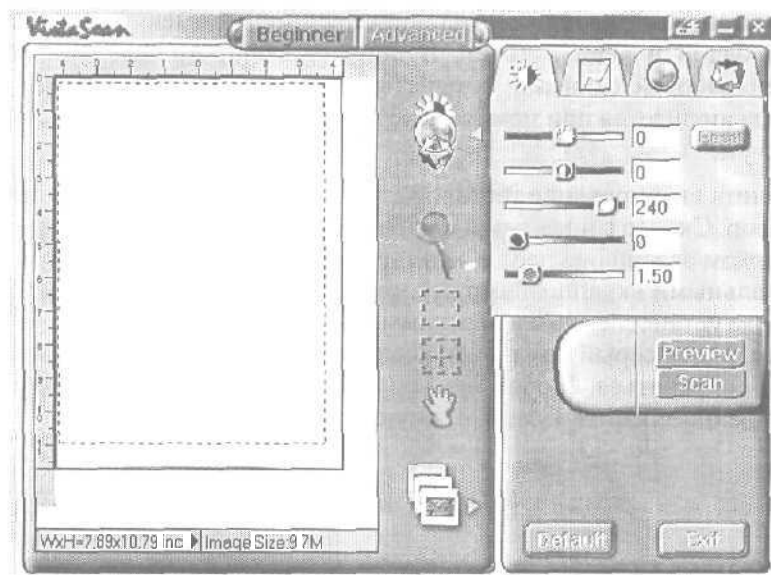 VistaScan Beginner Advanced
0 Reset
0
240
0
1.50
Preview
Scan
WxH=7.69x10.79 inc Image Size:9.7M
Default Exit